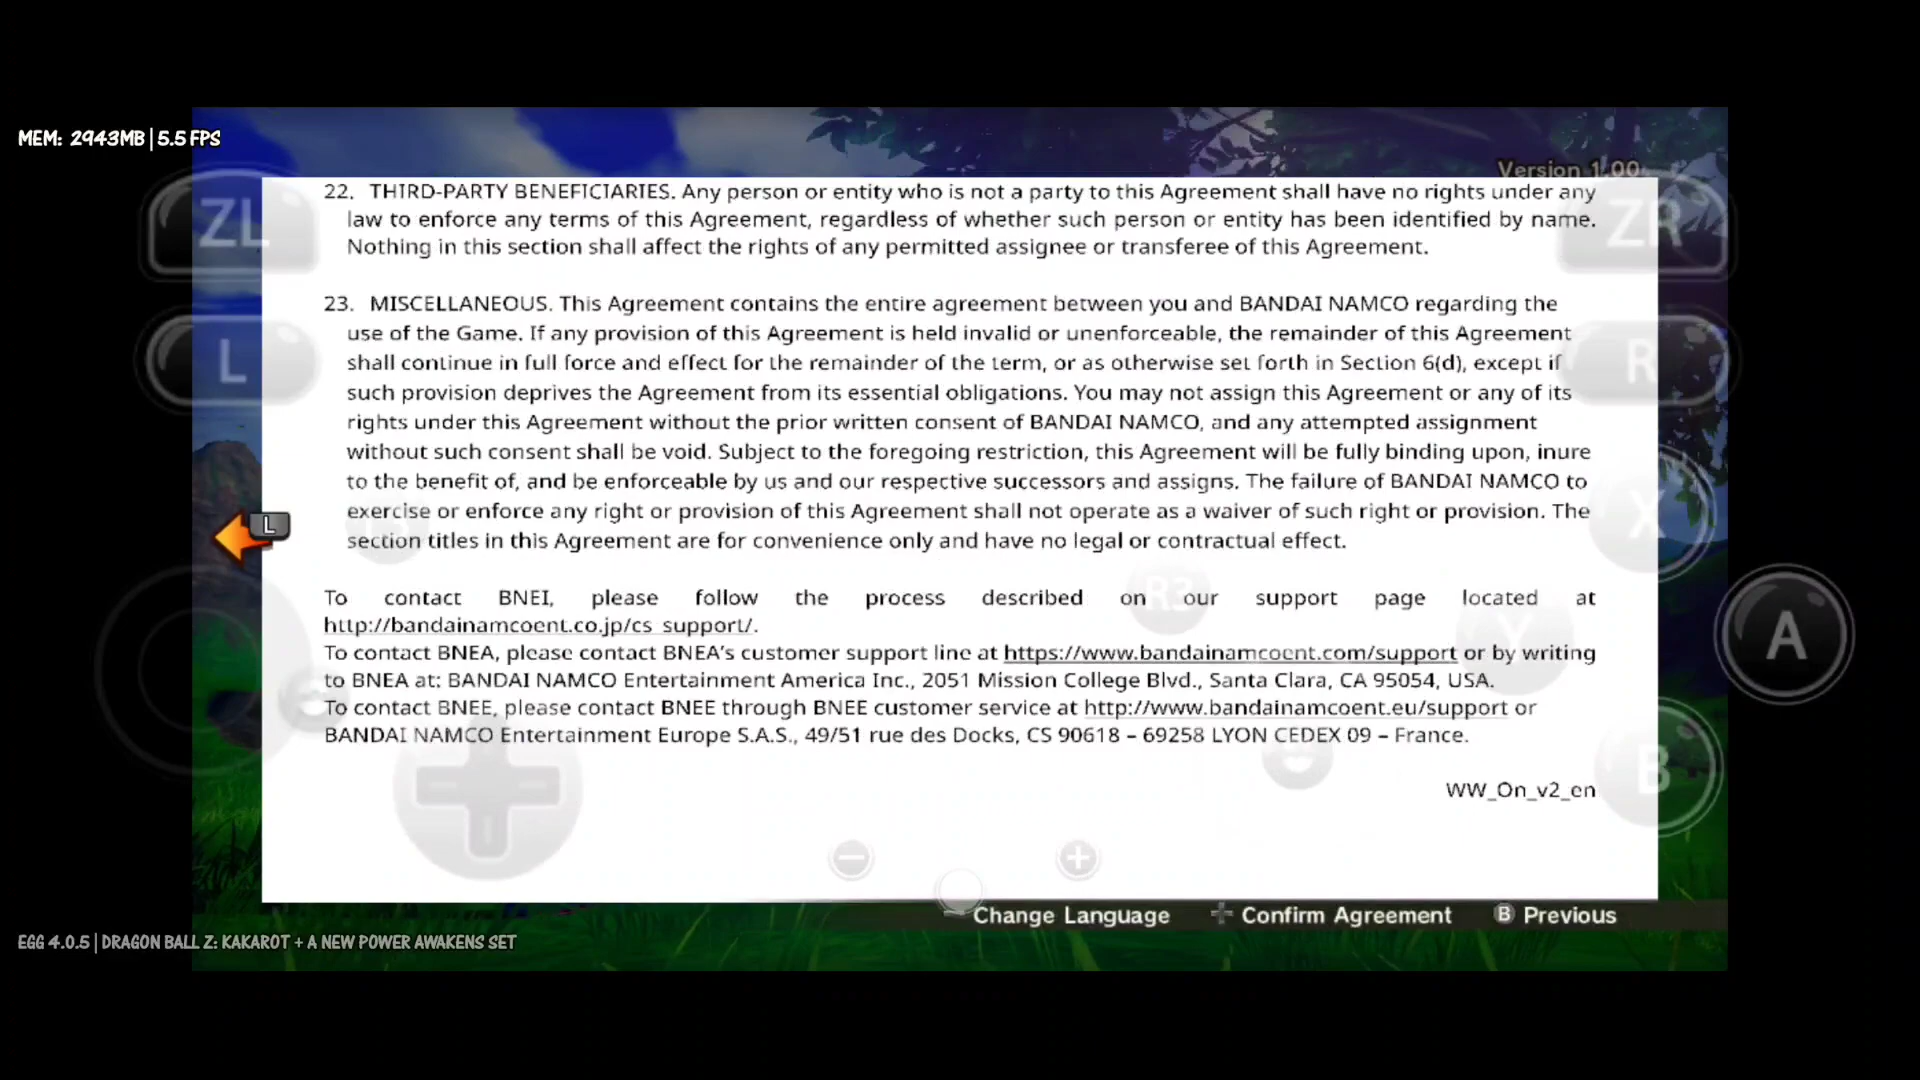 MEM: 2943MB | 5.5 FPS
Version 1.00
ZL
ZR
L
R
22. THIRD-PARTY BENEFICIARIES. Any person or entity who is not a party to this Agreement shall have no rights under any
law to enforce any terms of this Agreement, regardless of whether such person or entity has been identified by name.
Nothing in this section shall affect the rights of any permitted assignee or transferee of this Agreement.
23. MISCELLANEOUS. This Agreement contains the entire agreement between you and BANDAI NAMCO regarding the
use of the Game. If any provision of this Agreement is held invalid or unenforceable, the remainder of this Agreement
shall continue in full force and effect for the remainder of the term, or as otherwise set forth in Section 6(d), except if
such provision deprives the Agreement from its essential obligations. You may not assign this Agreement or any of its
rights under this Agreement without the prior written consent of BANDAI NAMCO, and any attempted assignment
without such consent shall be void. Subject to the foregoing restriction, this Agreement will be fully binding upon, inure
to the benefit of, and be enforceable by us and our respective successors and assigns. The failure of BANDAI NAMCO to
exercise or enforce any right or provision of this Agreement shall not operate as a waiver of such right or provision. The
section titles in this Agreement are for convenience only and have no legal or contractual effect.
L
X
R3
Y
A
B
To contact BNEI, please follow the process described on our support page located at
http://bandainamcoent.co.jp/cs_support/.
To contact BNEA, please contact BNEA's customer support line at https://www.bandainamcoent.com/support or by writing
to BNEA at: BANDAI NAMCO Entertainment America Inc., 2051 Mission College Blvd., Santa Clara, CA 95054, USA.
To contact BNEE, please contact BNEE through BNEE customer service at http://www.bandainamcoent.eu/support or
BANDAI NAMCO Entertainment Europe S.A.S., 49/51 rue des Docks, CS 90618 – 69258 LYON CEDEX 09 – France.
WW_On_v2_en
Change Language
Confirm Agreement
B Previous
EGG 4.0.5 | DRAGON BALL Z: KAKAROT + A NEW POWER AWAKENS SET